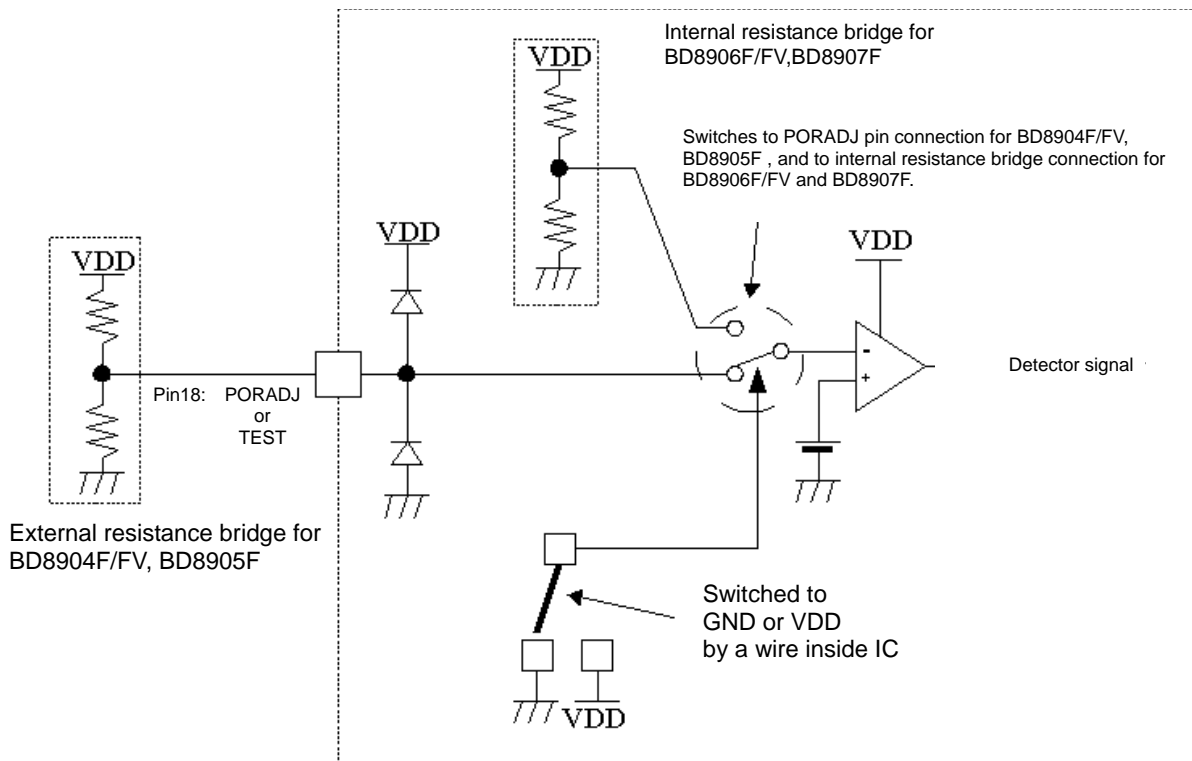 Internal resistance bridge for
BD8906F/FV,BD8907F
VDD
Switches to PORADJ pin connection for BD8904F/FV,
BD8905F , and to internal resistance bridge connection for
BD8906F/FV and BD8907F.
VDD
VDD
VDD
-
+
Detector signal
Pin18: PORADJ
or
TEST
External resistance bridge for
BD8904F/FV, BD8905F
Switched to
GND or VDD
by a wire inside IC
VDD